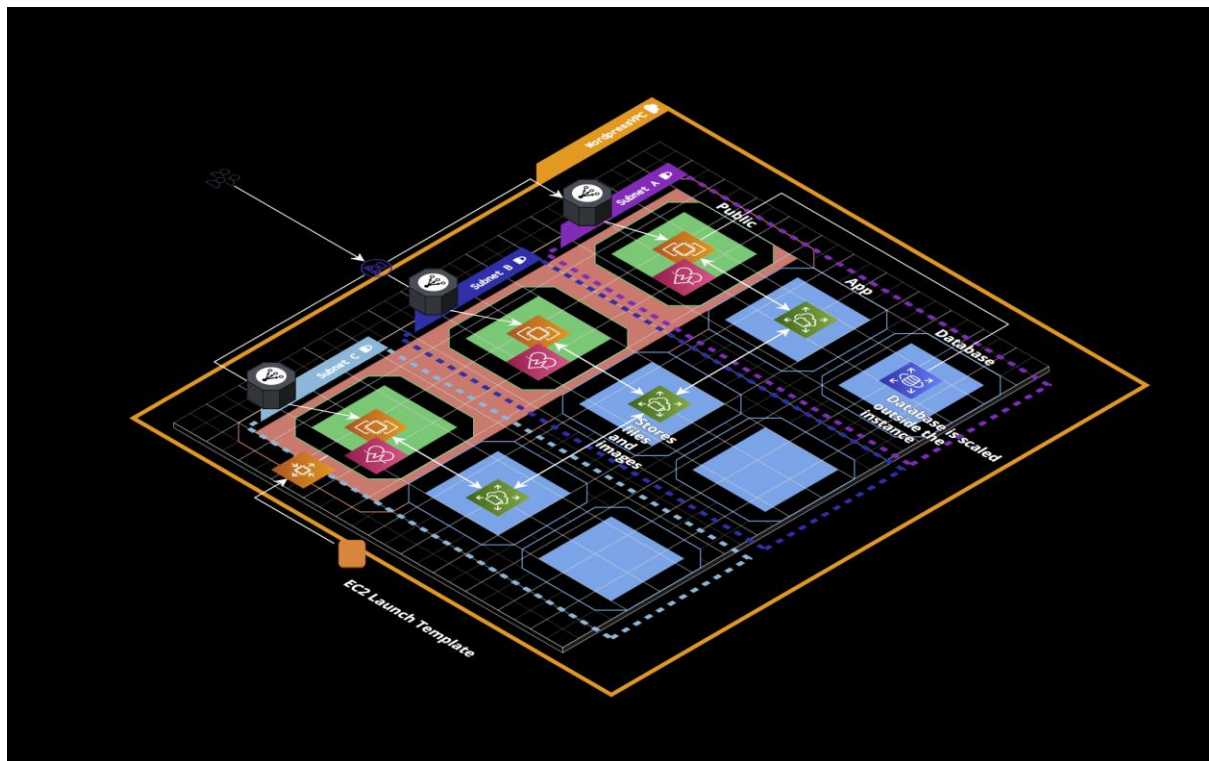 WordpressVPC
Subnet A
Public
Subnet B
App
Subnet C
Database
Database is scaled
outside the
instance
Stores
files
and
images
EC2 Launch Template